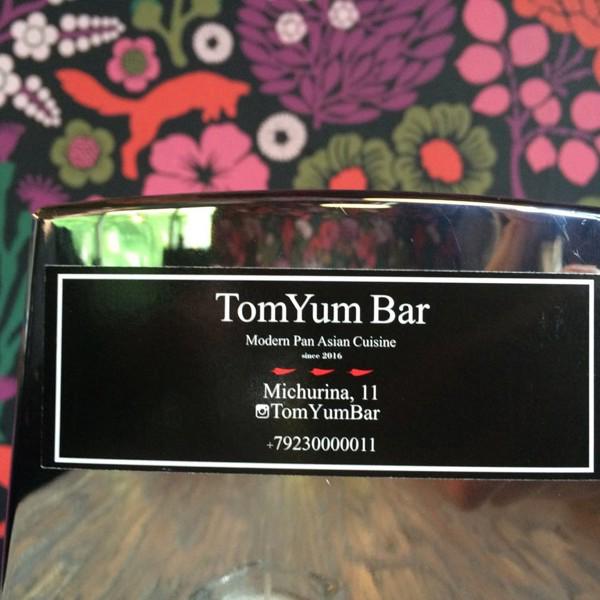 TomYum Bar
Modern Pan Asian Cuisine
since 2016
Michurina, 11
TomYumBar
+79230000011